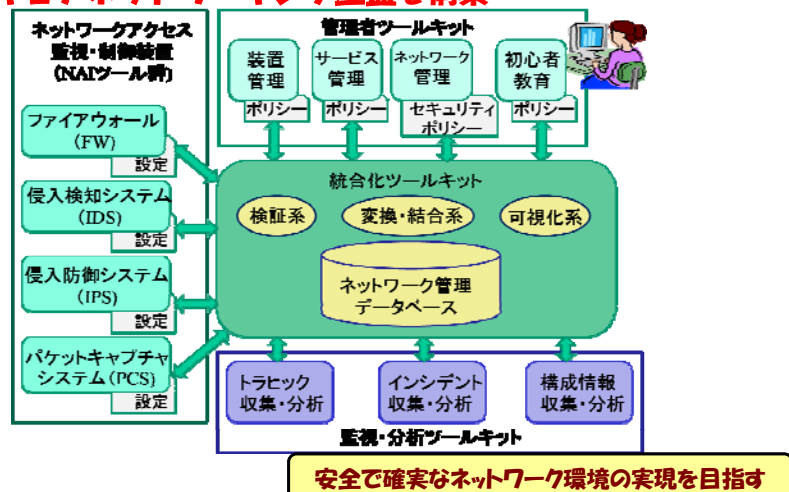 ネットワークアクセス
監視・制御装置
(NAIツール群)
ファイアウォール
(FW)
設定
侵入検知システム
(IDS)
設定
侵入防御システム
(IPS)
設定
パケットキャプチャ
システム(PCS)
設定
管理者ツールキット
装置
管理
ポリシー
サービス
管理
ポリシー
ネットワーク
管理
セキュリティ
ポリシー
初心者
教育
ポリシー
統合化ツールキット
検証系
変換・結合系
可視化系
ネットワーク管理
データベース
トラヒック
収集・分析
インシデント
収集・分析
構成情報
収集・分析
監視・分析ツールキット
安全で確実なネットワーク環境の実現を目指す